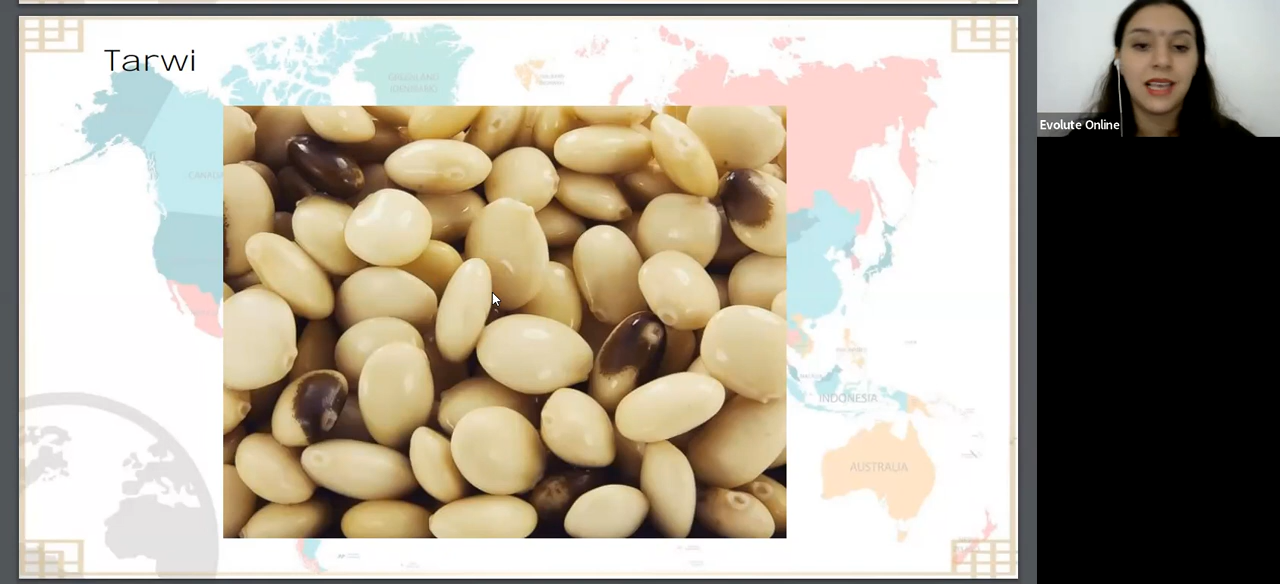 Tarwi
GREENLAND
(DENMARK)
CANADA
INDONESIA
AUSTRALIA
Evolute Online